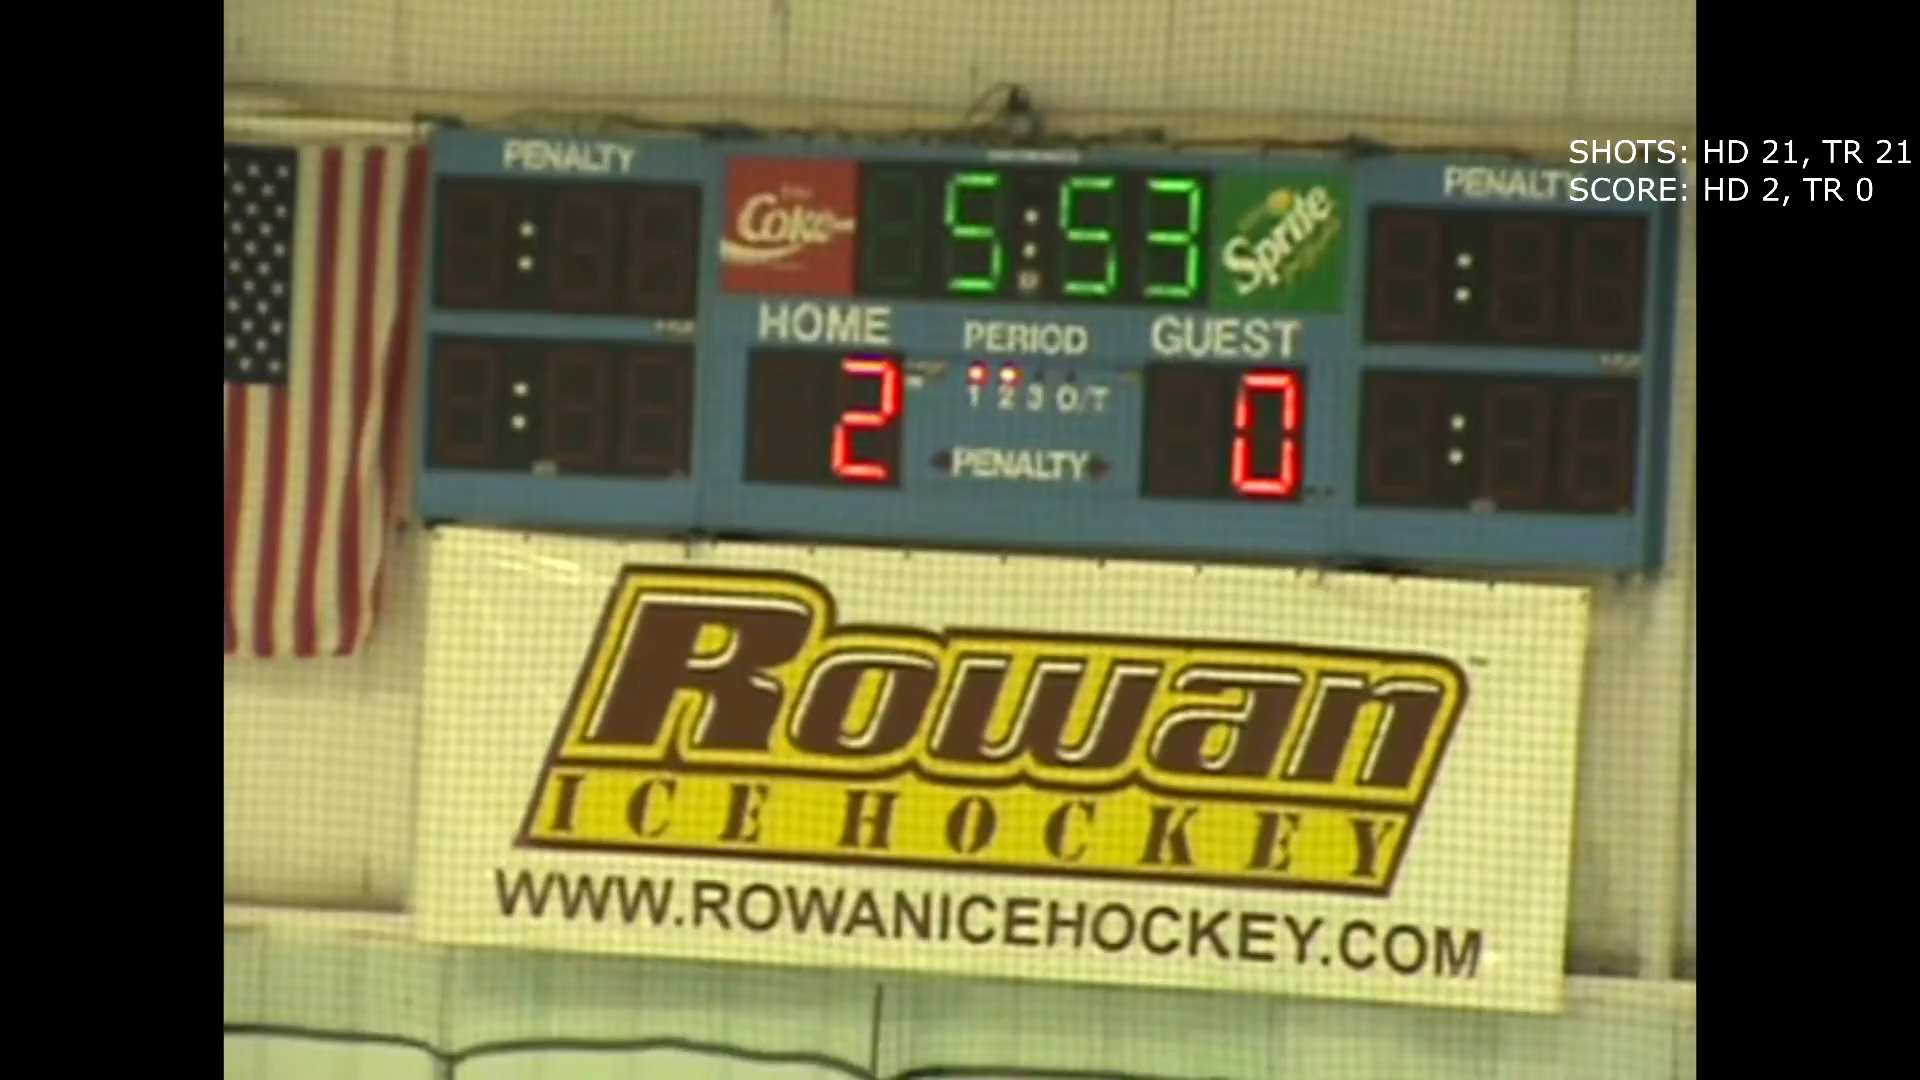 PENALTY
Coke
5:53
Sprite
SHOTS: HD 21, TR 21
PENALTY
SCORE: HD 2, TR 0
HOME
PERIOD
GUEST
2
1 2 3 O/T
0
PENALTY
Rowan
ICE HOCKEY
WWW.ROWANICEHOCKEY.COM